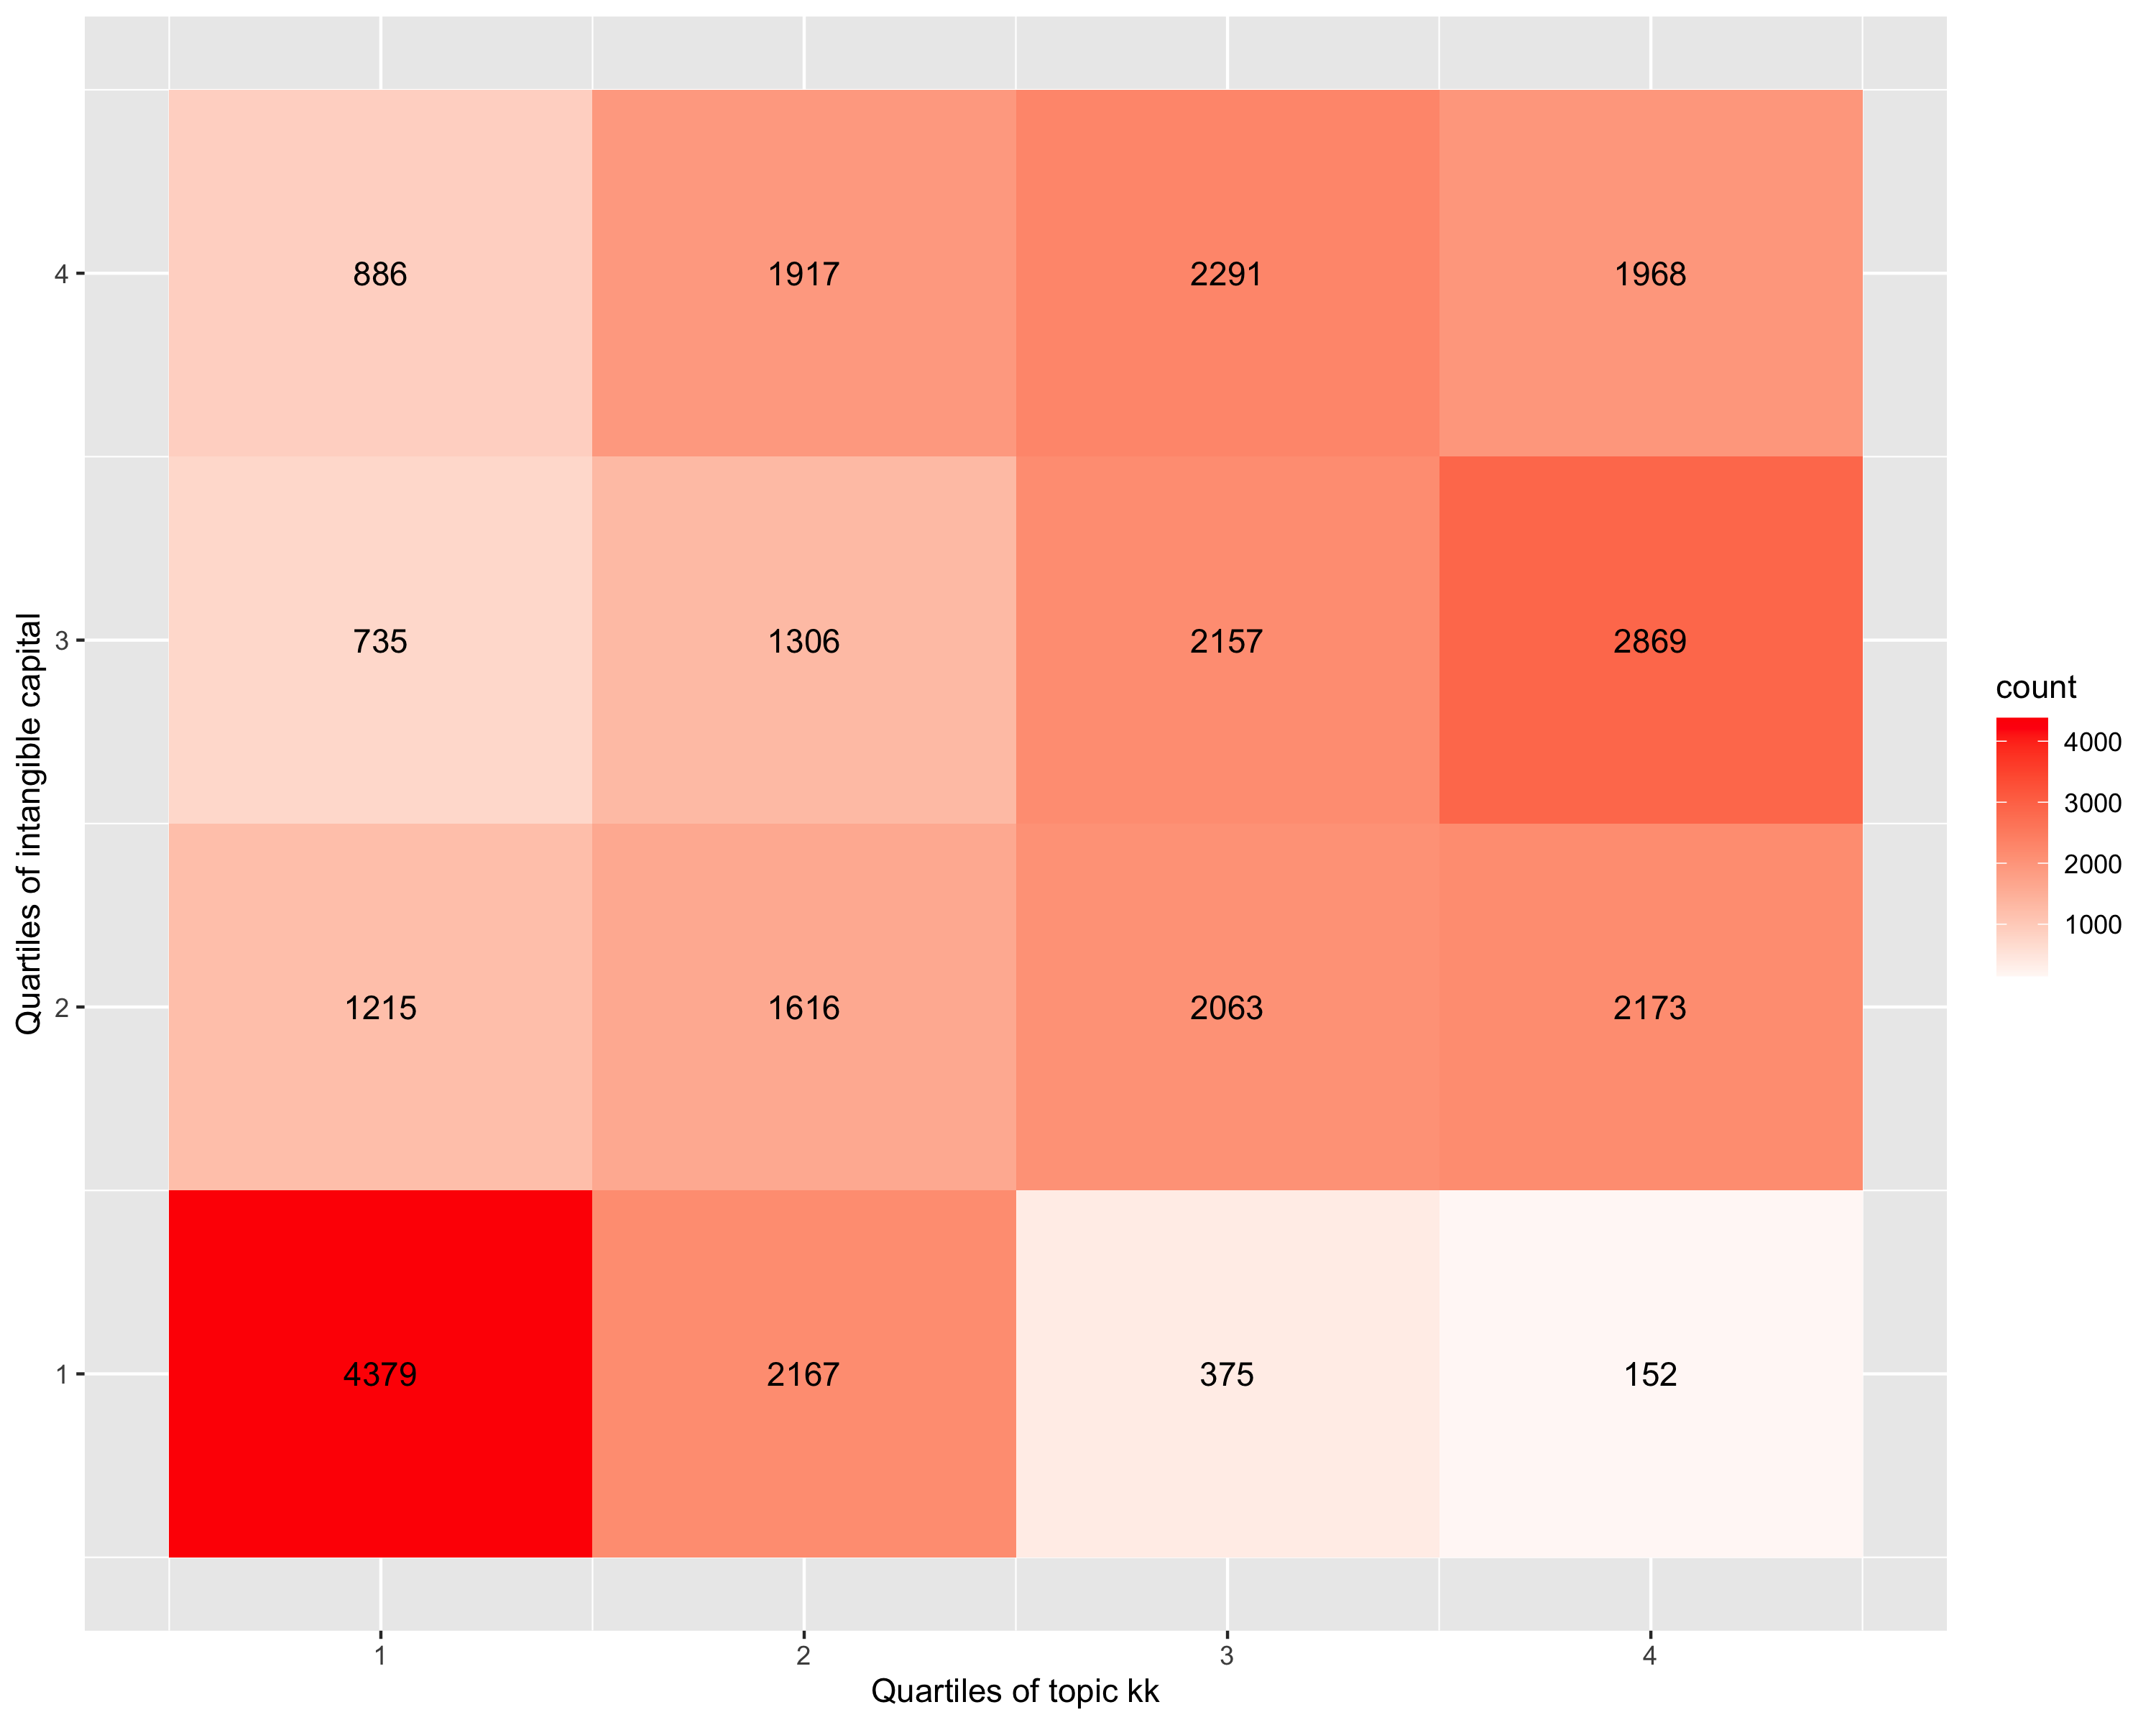 Quartiles of intangible capital
4
886 1917 2291 1968
3
735 1306 2157 2869
2
1215 1616 2063 2173
1
4379 2167 375 152
1 2 3 4
Quartiles of topic kk
count
4000
3000
2000
1000